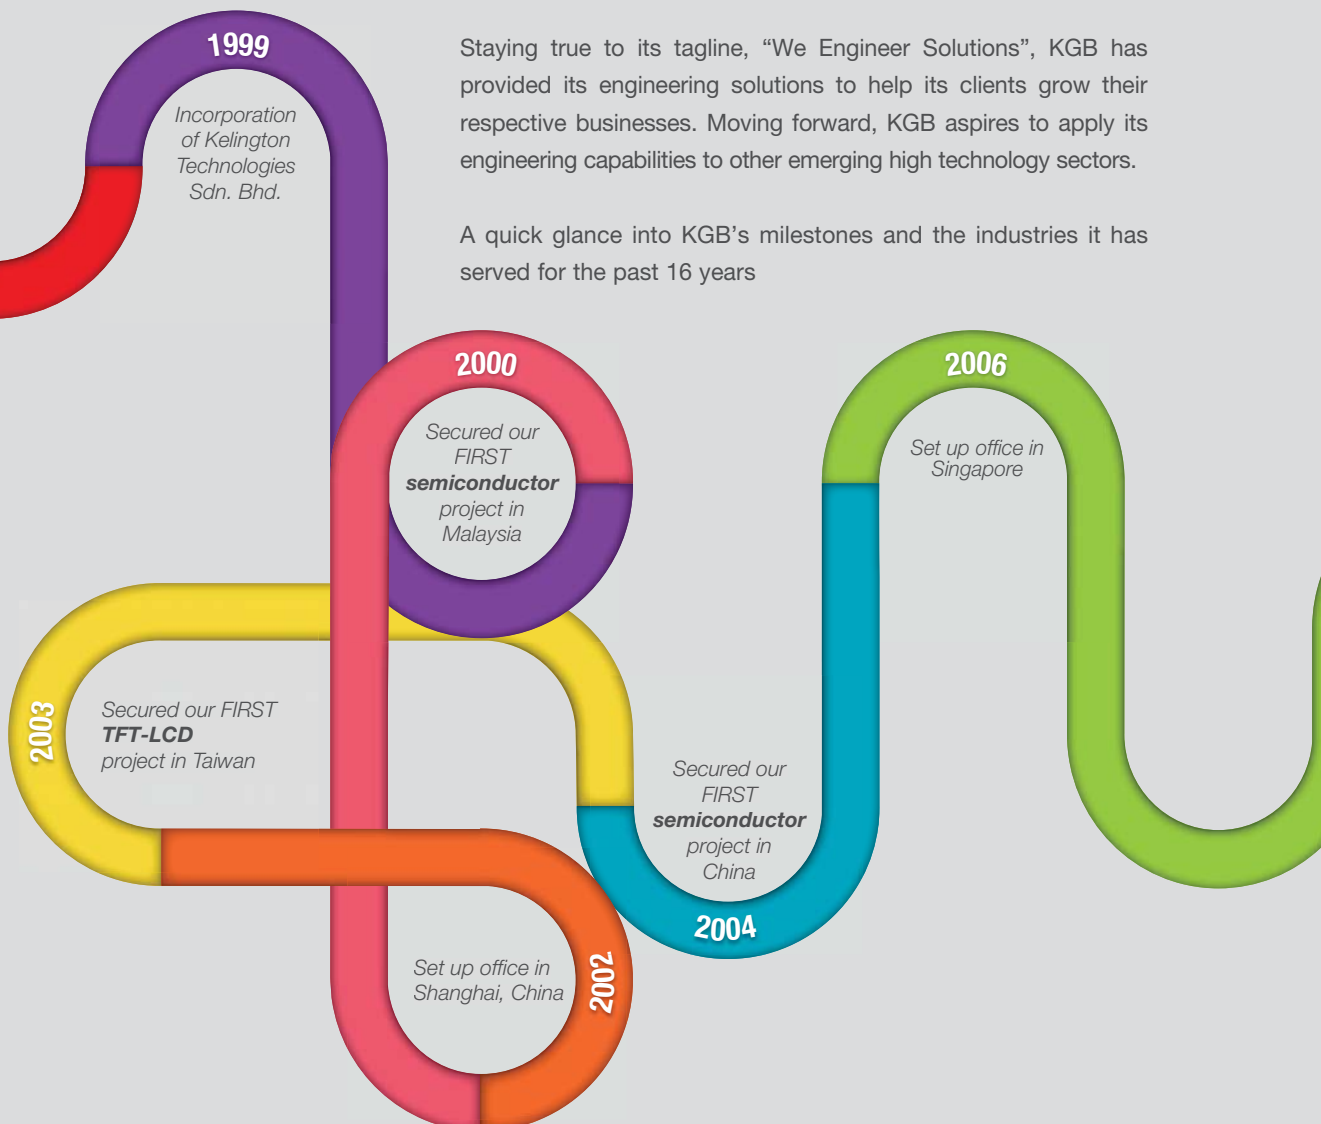 1999
Incorporation
of Kelington
Technologies
Sdn. Bhd.
Staying true to its tagline, “We Engineer Solutions”, KGB has
provided its engineering solutions to help its clients grow their
respective businesses. Moving forward, KGB aspires to apply its
engineering capabilities to other emerging high technology sectors.
A quick glance into KGB’s milestones and the industries it has
served for the past 16 years
2000
Secured our
FIRST
semiconductor
project in
Malaysia
2002
Set up office in
Shanghai, China
2003
Secured our FIRST
TFT-LCD
project in Taiwan
Secured our
FIRST
semiconductor
project in
China
2004
2006
Set up office in
Singapore